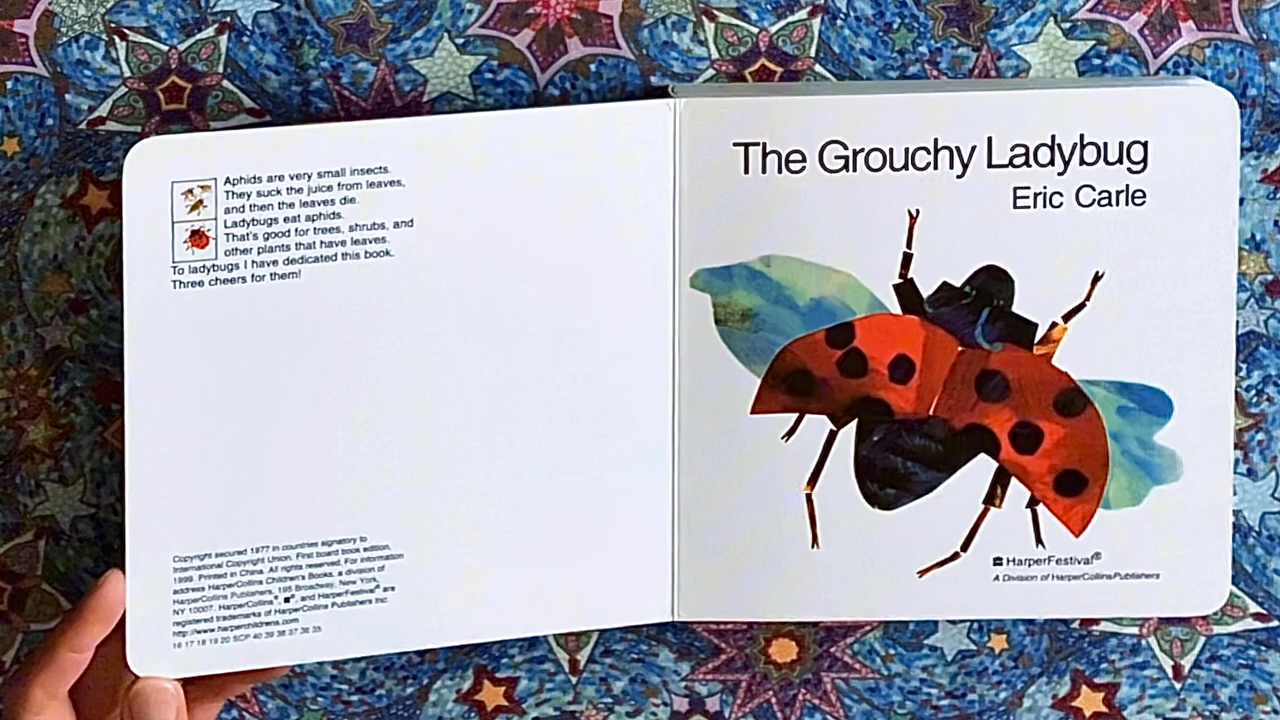 Aphids are very small insects.
They suck the juice from leaves,
and then the leaves die.
Ladybugs eat aphids.
That's good for trees, shrubs, and
other plants that have leaves.
To ladybugs I have dedicated this book.
Three cheers for them!
Copyright secured 1977 in countries signatory to
International Copyright Union. First board book edition,
1999. Printed in China. All rights reserved. For information
address HarperCollins Children's Books, a division of
HarperCollins Publishers, 195 Broadway, New York,
NY 10007. HarperCollins®, ®, and HarperFestival® are
registered trademarks of HarperCollins Publishers Inc.
http://www.harperchildrens.com
16 17 18 19 20 SCP 40 39 38 37 36 35
The Grouchy Ladybug
Eric Carle
HarperFestival®
A Division of HarperCollinsPublishers